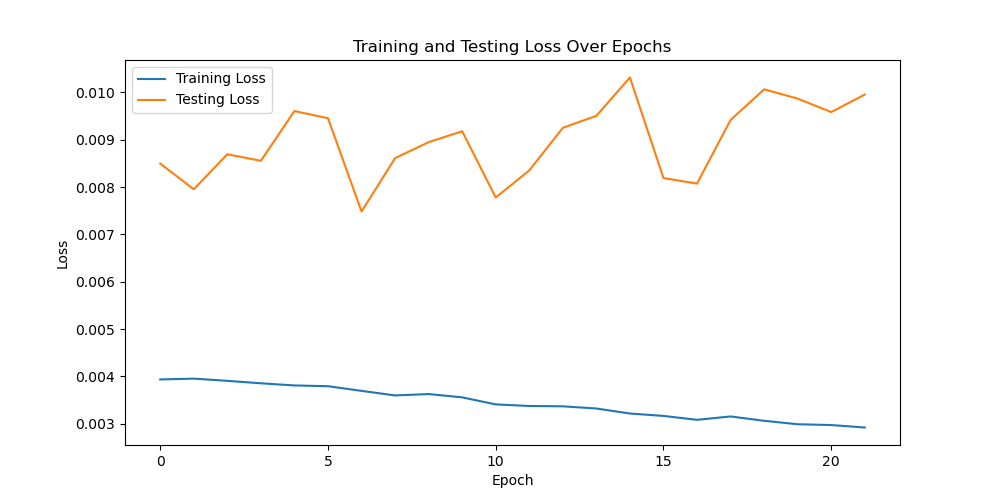 Training and Testing Loss Over Epochs
Training Loss
Testing Loss
0.010
0.009
0.008
0.007
0.006
0.005
0.004
0.003
Loss
0 5 10 15 20
Epoch